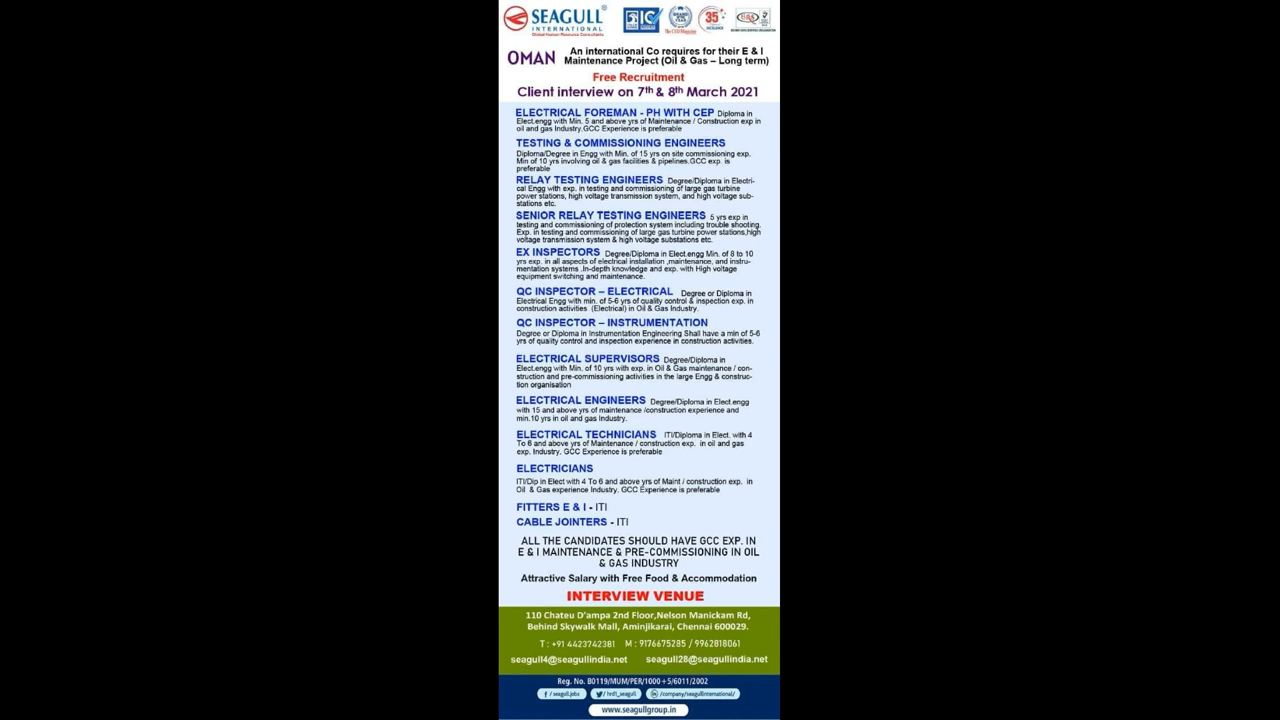 SEAGULL
INTERNATIONAL
Global Human Resource Consultants
35
OMAN
An international Co requires for their E & I
Maintenance Project (Oil & Gas – Long term)
Free Recruitment
Client interview on 7th & 8th March 2021
ELECTRICAL FOREMAN - PH WITH CEP Diploma in
Elect.engg with Min. 5 and above yrs of Maintenance / Construction exp in
oil and gas Industry.GCC Experience is preferable
TESTING & COMMISSIONING ENGINEERS
Diploma/Degree in Engg with Min. of 15 yrs on site commissioning exp.
Min of 10 yrs involving oil & gas facilities & pipelines.GCC exp. is
preferable
RELAY TESTING ENGINEERS Degree/Diploma in Electri-
cal Engg with exp. in testing and commissioning of large gas turbine
power stations, high voltage transmission system, and high voltage sub-
stations etc.
SENIOR RELAY TESTING ENGINEERS 5 yrs exp in
testing and commissioning of protection system including trouble shooting.
Exp. in testing and commissioning of large gas turbine power stations,high
voltage transmission system & high voltage substations etc.
EX INSPECTORS Degree/Diploma in Elect.engg Min. of 8 to 10
yrs exp. in all aspects of electrical installation ,maintenance, and instru-
mentation systems .In-depth knowledge and exp. with High voltage
equipment switching and maintenance.
QC INSPECTOR – ELECTRICAL Degree or Diploma in
Electrical Engg with min. of 5-6 yrs of quality control & inspection exp. in
construction activities (Electrical) in Oil & Gas Industry.
QC INSPECTOR – INSTRUMENTATION
Degree or Diploma in Instrumentation Engineering Shall have a min of 5-6
yrs of quality control and inspection experience in construction activities.
ELECTRICAL SUPERVISORS Degree/Diploma in
Elect.engg with Min. of 10 yrs with exp. in Oil & Gas maintenance / con-
struction and pre-commissioning activities in the large Engg & construc-
tion organisation
ELECTRICAL ENGINEERS Degree/Diploma in Elect.engg
with 15 and above yrs of maintenance /construction experience and
min.10 yrs in oil and gas Industry.
ELECTRICAL TECHNICIANS ITI/Diploma in Elect. with 4
To 6 and above yrs of Maintenance / construction exp. in oil and gas
exp. Industry. GCC Experience is preferable
ELECTRICIANS
ITI/Dip in Elect with 4 To 6 and above yrs of Maint / construction exp. in
Oil & Gas experience Industry. GCC Experience is preferable
FITTERS E & I - ITI
CABLE JOINTERS - ITI
ALL THE CANDIDATES SHOULD HAVE GCC EXP. IN
E & I MAINTENANCE & PRE-COMMISSIONING IN OIL
& GAS INDUSTRY
Attractive Salary with Free Food & Accommodation
INTERVIEW VENUE
110 Chateu D'ampa 2nd Floor,Nelson Manickam Rd,
Behind Skywalk Mall, Aminjikarai, Chennai 600029.
T : +91 4423742381 M : 9176675285 / 9962818061
seagull4@seagullindia.net seagull28@seagullindia.net
Reg. No. B0119/MUM/PER/1000+5/6011/2002
/ seagull.jobs / hrd1_seagull /company/seagullinternational/
www.seagullgroup.in